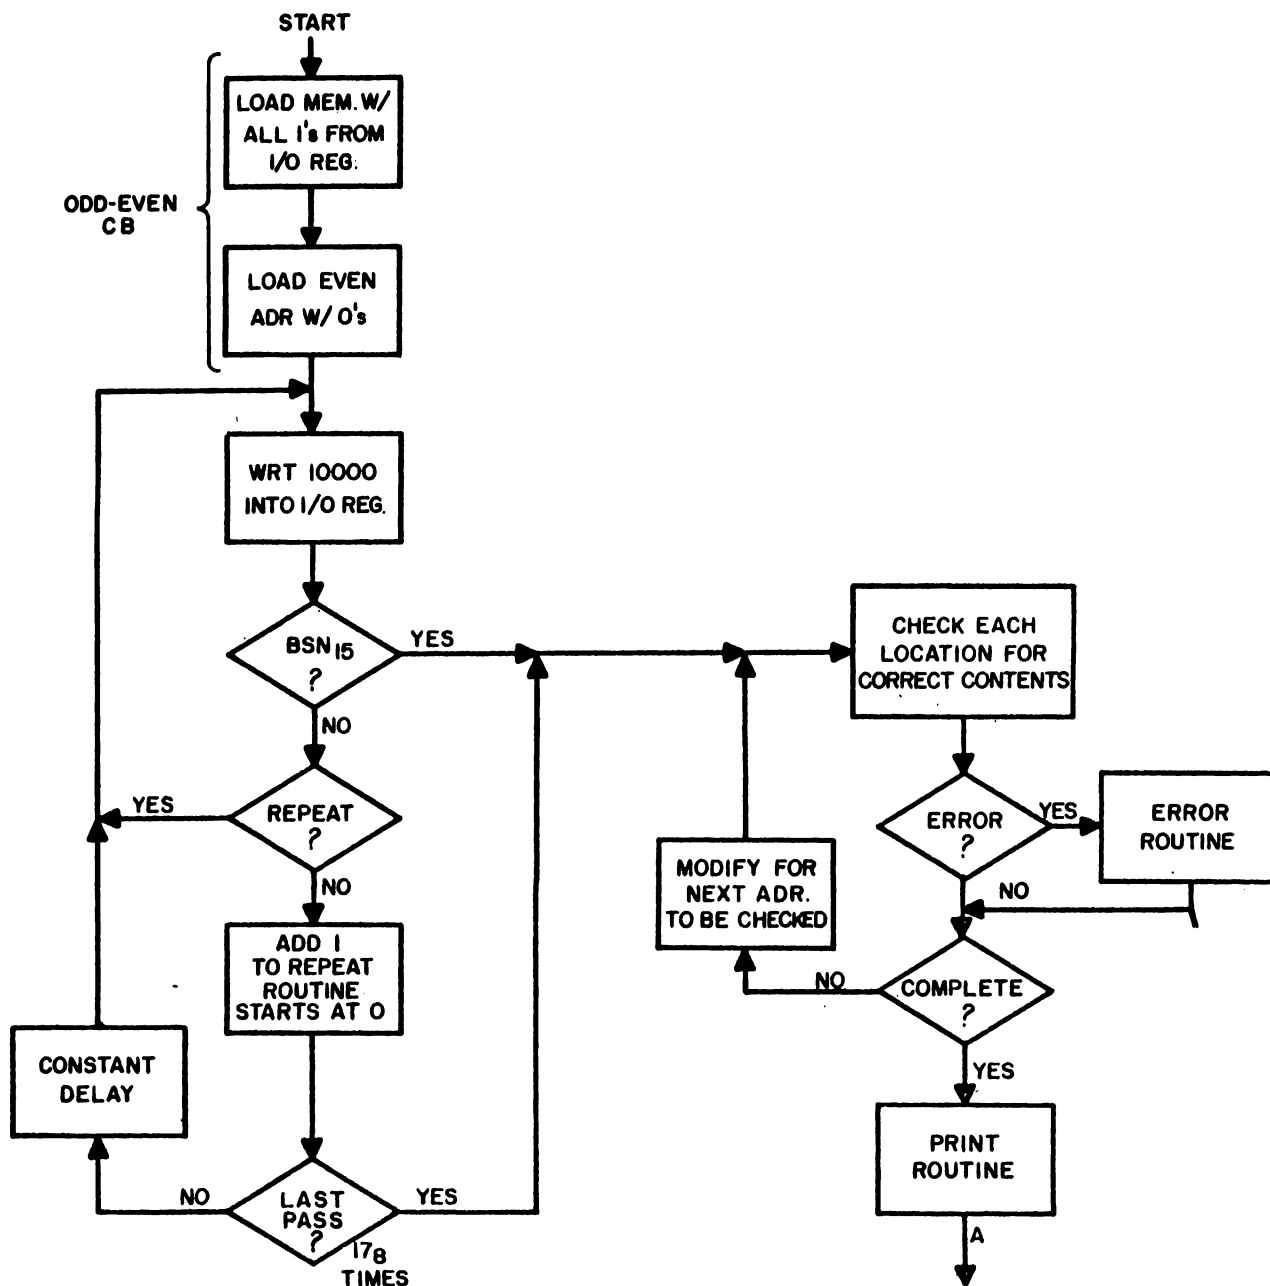 START
LOAD MEM. W/
ALL 1's FROM
I/O REG.
ODD-EVEN
CB
LOAD EVEN
ADR W/ 0's
WRT 10000
INTO I/O REG.
BSN15
?
YES
NO
REPEAT
?
YES
NO
ADD 1
TO REPEAT
ROUTINE
STARTS AT 0
CONSTANT
DELAY
LAST
PASS
?
NO
YES
178
TIMES
CHECK EACH
LOCATION FOR
CORRECT CONTENTS
ERROR
?
YES
NO
ERROR
ROUTINE
MODIFY FOR
NEXT ADR.
TO BE CHECKED
COMPLETE
?
NO
YES
PRINT
ROUTINE
A